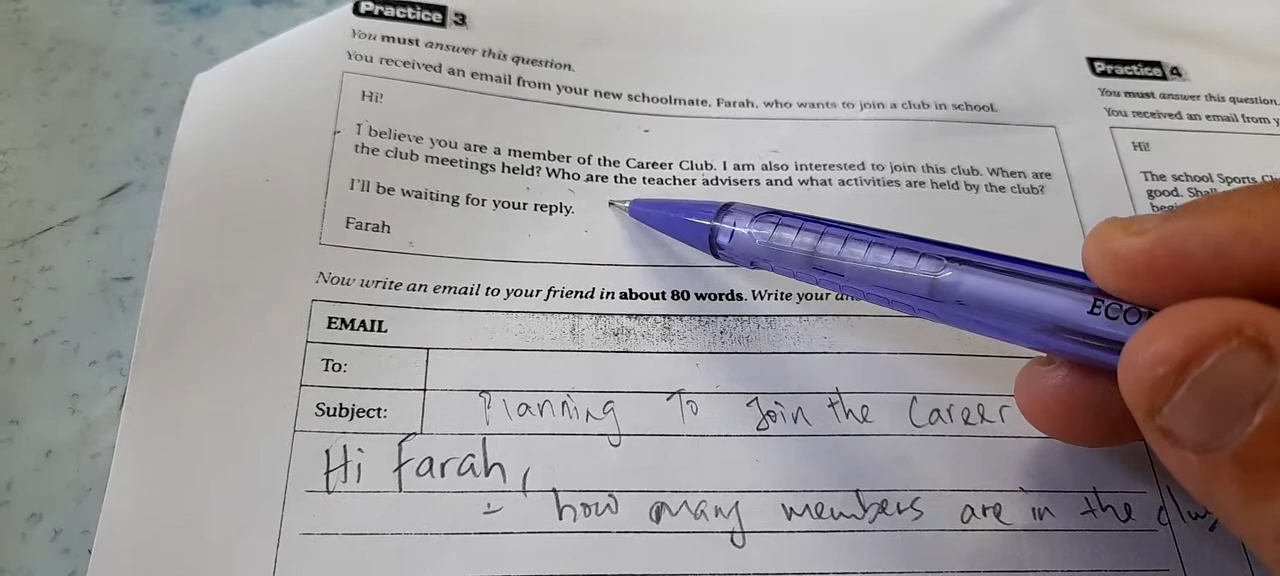 Practice 3
You must answer this question.
You received an email from your new schoolmate, Farah, who wants to join a club in school.
Hi!
I believe you are a member of the Career Club. I am also interested to join this club. When are
the club meetings held? Who are the teacher advisers and what activities are held by the club?
I'll be waiting for your reply.
Farah
Now write an email to your friend in about 80 words. Write your
EMAIL
To:
Subject: Planning To Join the Career
Hi Farah,
- how many members are in the
Practice 4
You must answer this question.
You received an email from y
Hi!
The school Sports
good.
ECO